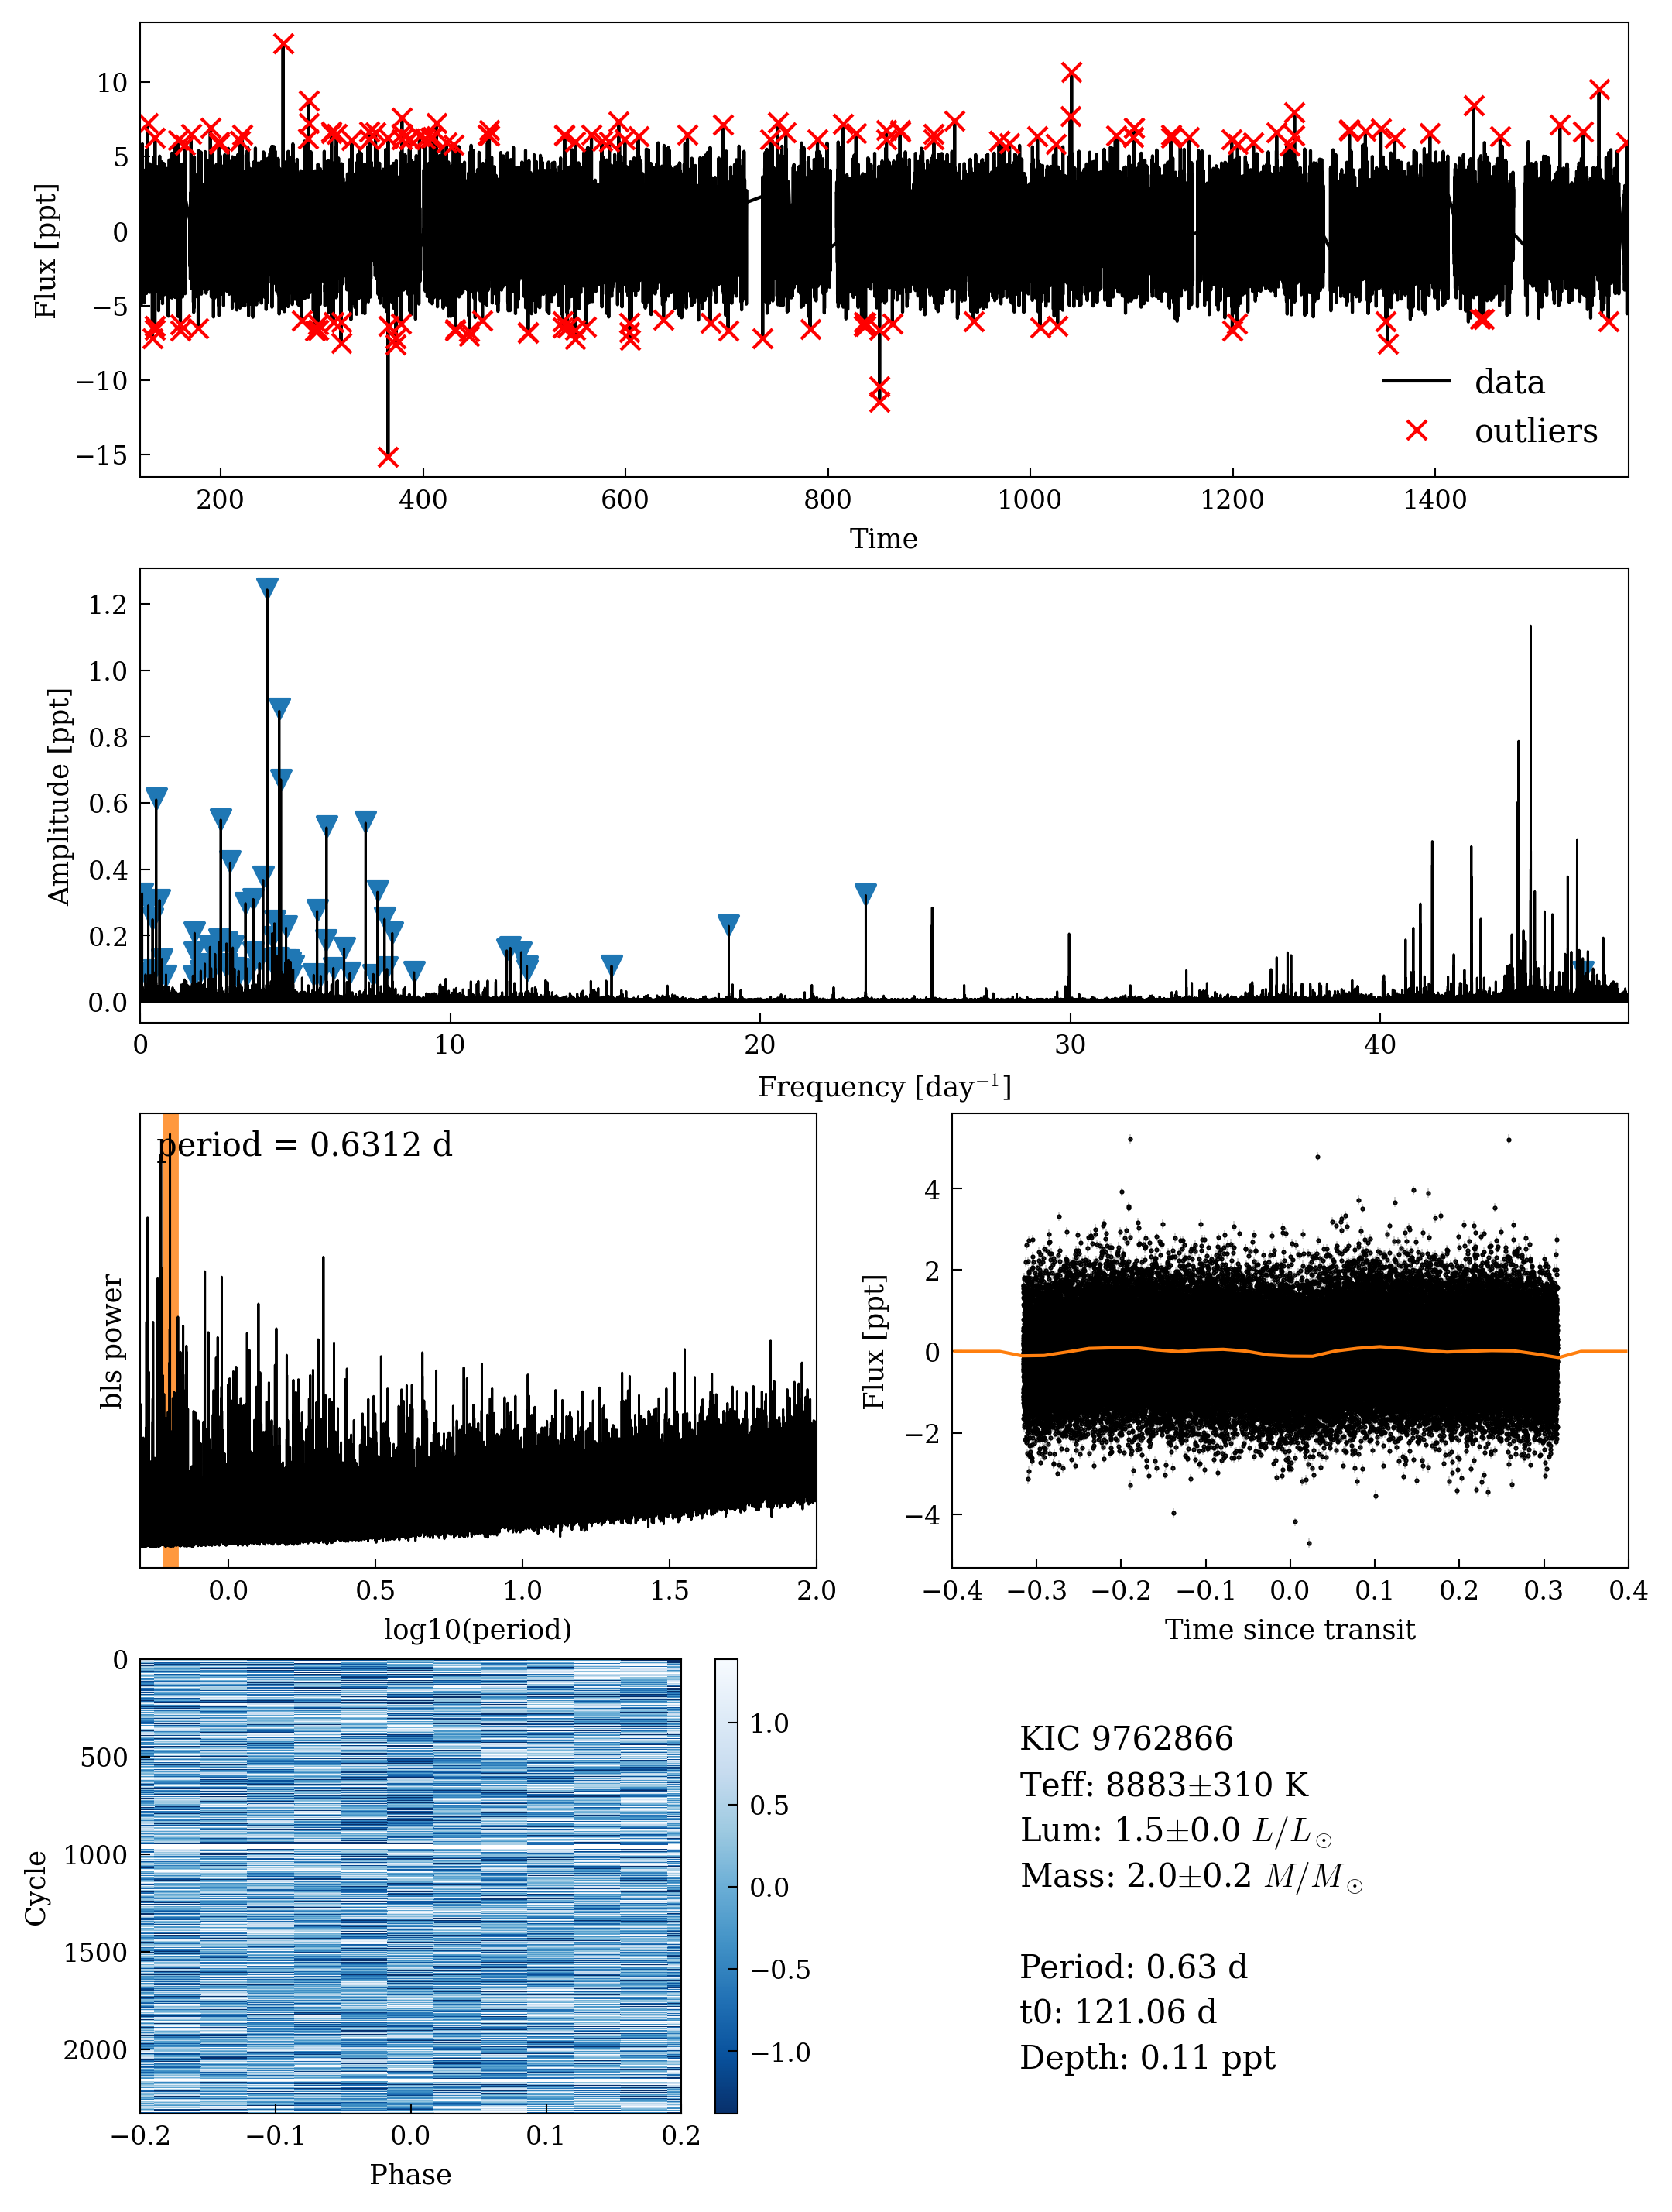 10
5
0
−5
−10
−15
Flux [ppt]
data
outliers
200 400 600 800 1000 1200 1400
Time
1.2
1.0
0.8
0.6
0.4
0.2
0.0
Amplitude [ppt]
0 10 20 30 40
Frequency [day⁻¹]
period = 0.6312 d
bls power
0.0 0.5 1.0 1.5 2.0
log10(period)
4
2
0
−2
−4
Flux [ppt]
−0.4 −0.3 −0.2 −0.1 0.0 0.1 0.2 0.3 0.4
Time since transit
0
500
1000
1500
2000
Cycle
−0.2 −0.1 0.0 0.1 0.2
Phase
1.0
0.5
0.0
−0.5
−1.0
KIC 9762866
Teff: 8883±310 K
Lum: 1.5±0.0 L/L☉
Mass: 2.0±0.2 M/M☉
Period: 0.63 d
t0: 121.06 d
Depth: 0.11 ppt